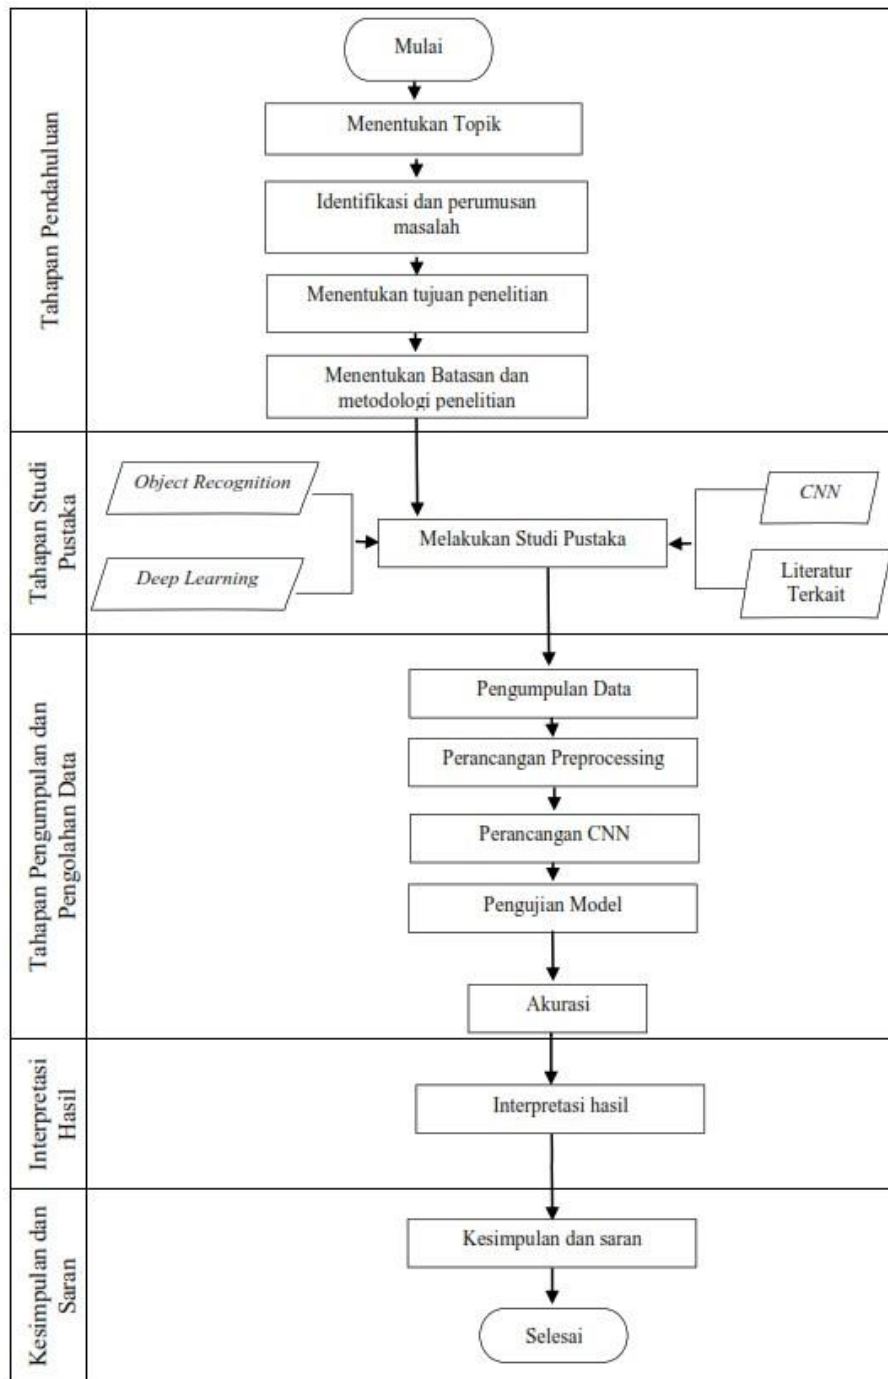 Tahapan Pendahuluan
Mulai
Menentukan Topik
Identifikasi dan perumusan
masalah
Menentukan tujuan penelitian
Menentukan Batasan dan
metodologi penelitian
Tahapan Studi
Pustaka
Object Recognition
Deep Learning
Melakukan Studi Pustaka
CNN
Literatur
Terkait
Tahapan Pengumpulan dan
Pengolahan Data
Pengumpulan Data
Perancangan Preprocessing
Perancangan CNN
Pengujian Model
Akurasi
Interpretasi
Hasil
Interpretasi hasil
Kesimpulan dan
Saran
Kesimpulan dan saran
Selesai